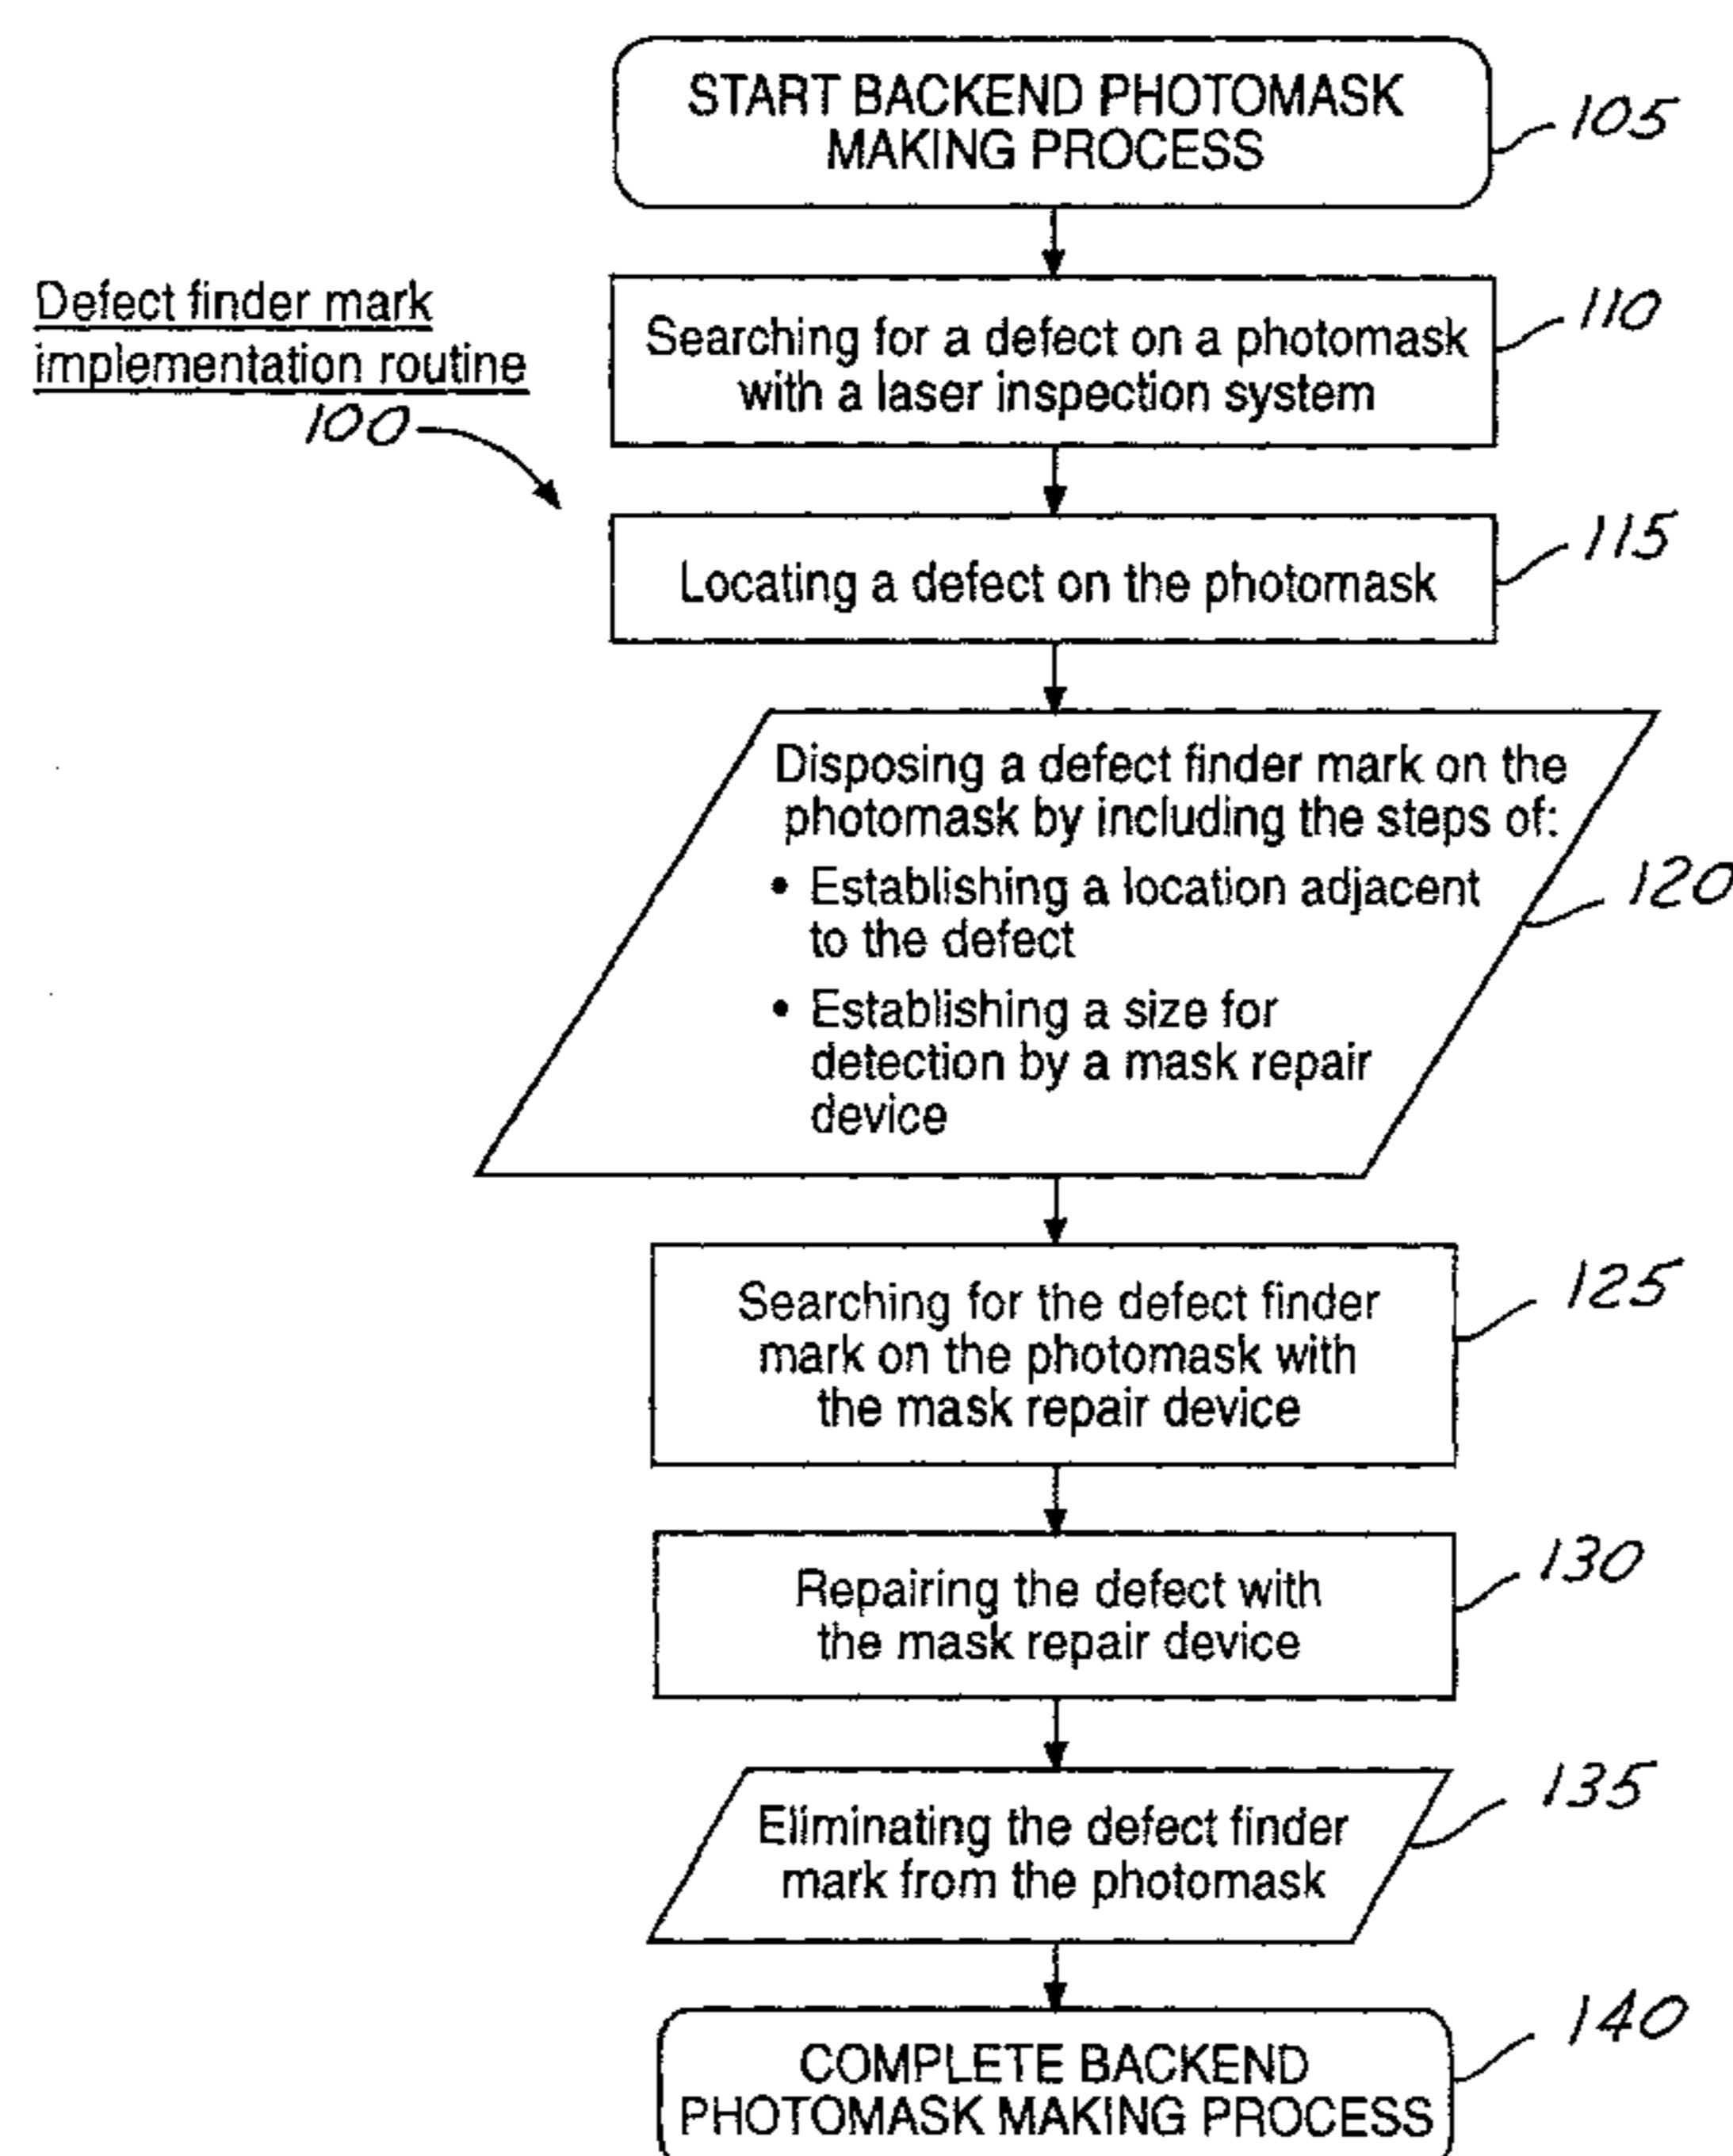 START BACKEND PHOTOMASK
MAKING PROCESS
105
Defect finder mark
implementation routine
100
Searching for a defect on a photomask
with a laser inspection system
110
Locating a defect on the photomask
115
Disposing a defect finder mark on the
photomask by including the steps of:
• Establishing a location adjacent
to the defect
• Establishing a size for
detection by a mask repair
device
120
Searching for the defect finder
mark on the photomask with
the mask repair device
125
Repairing the defect with
the mask repair device
130
Eliminating the defect finder
mark from the photomask
135
COMPLETE BACKEND
PHOTOMASK MAKING PROCESS
140